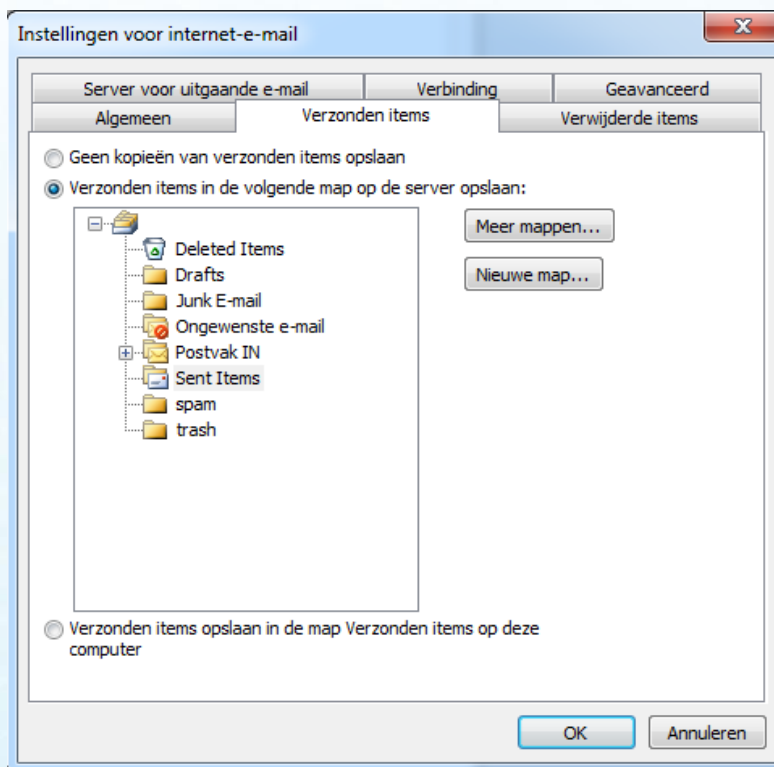 Instellingen voor internet-e-mail
Server voor uitgaande e-mail
Verbinding
Geavanceerd
Algemeen
Verzonden items
Verwijderde items
Geen kopieën van verzonden items opslaan
Verzonden items in de volgende map op de server opslaan:
Deleted Items
Drafts
Junk E-mail
Ongewenste e-mail
Postvak IN
Sent Items
spam
trash
Meer mappen...
Nieuwe map...
Verzonden items opslaan in de map Verzonden items op deze
computer
OK
Annuleren